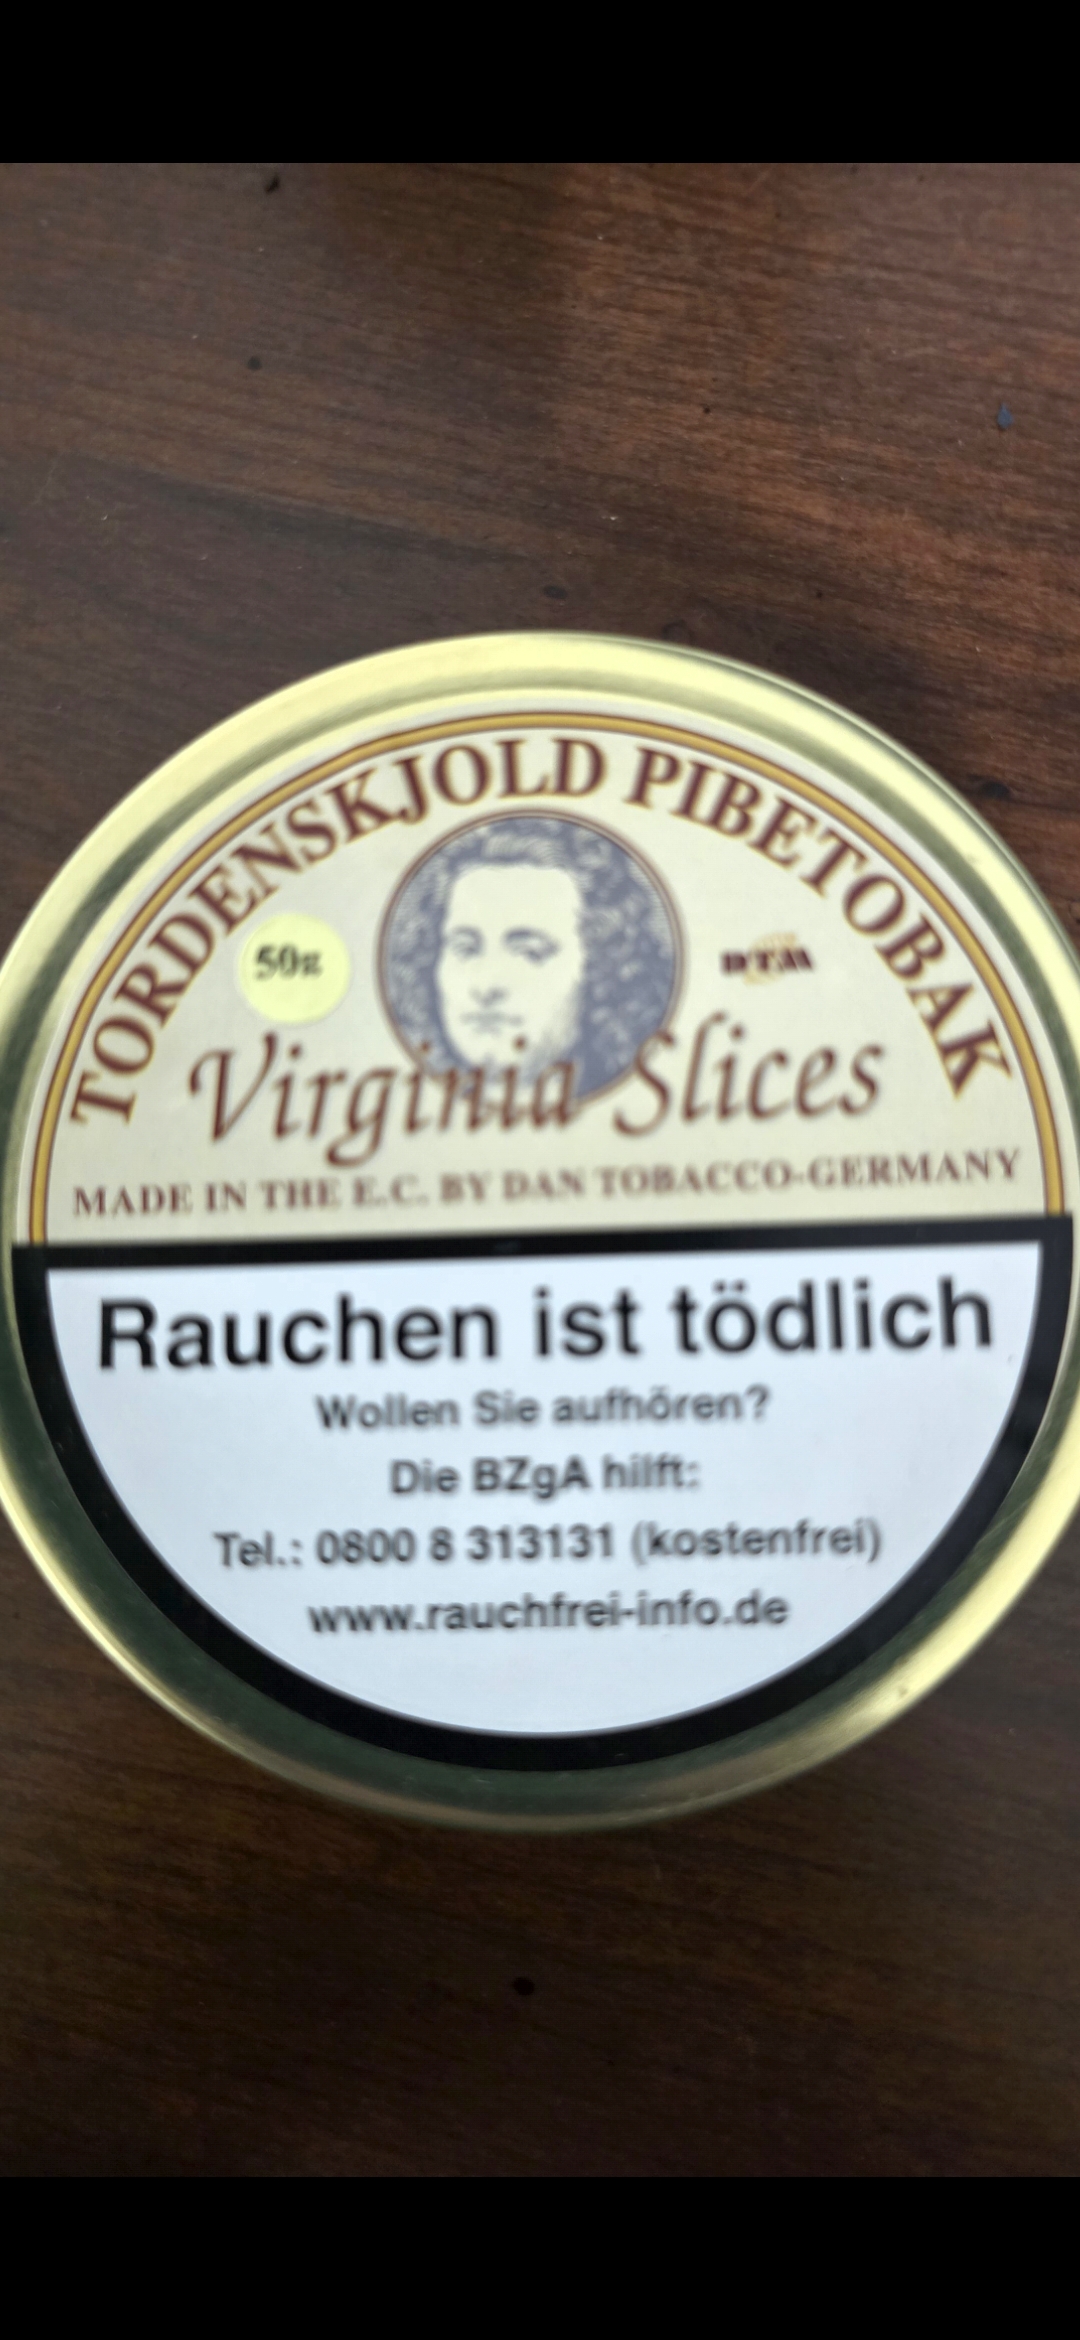 TORDENSKJOLD PIBETOBAK
50g
DTM
Virginia Slices
MADE IN THE E.C. BY DAN TOBACCO-GERMANY
Rauchen ist tödlich
Wollen Sie aufhören?
Die BZgA hilft:
Tel.: 0800 8 313131 (kostenfrei)
www.rauchfrei-info.de